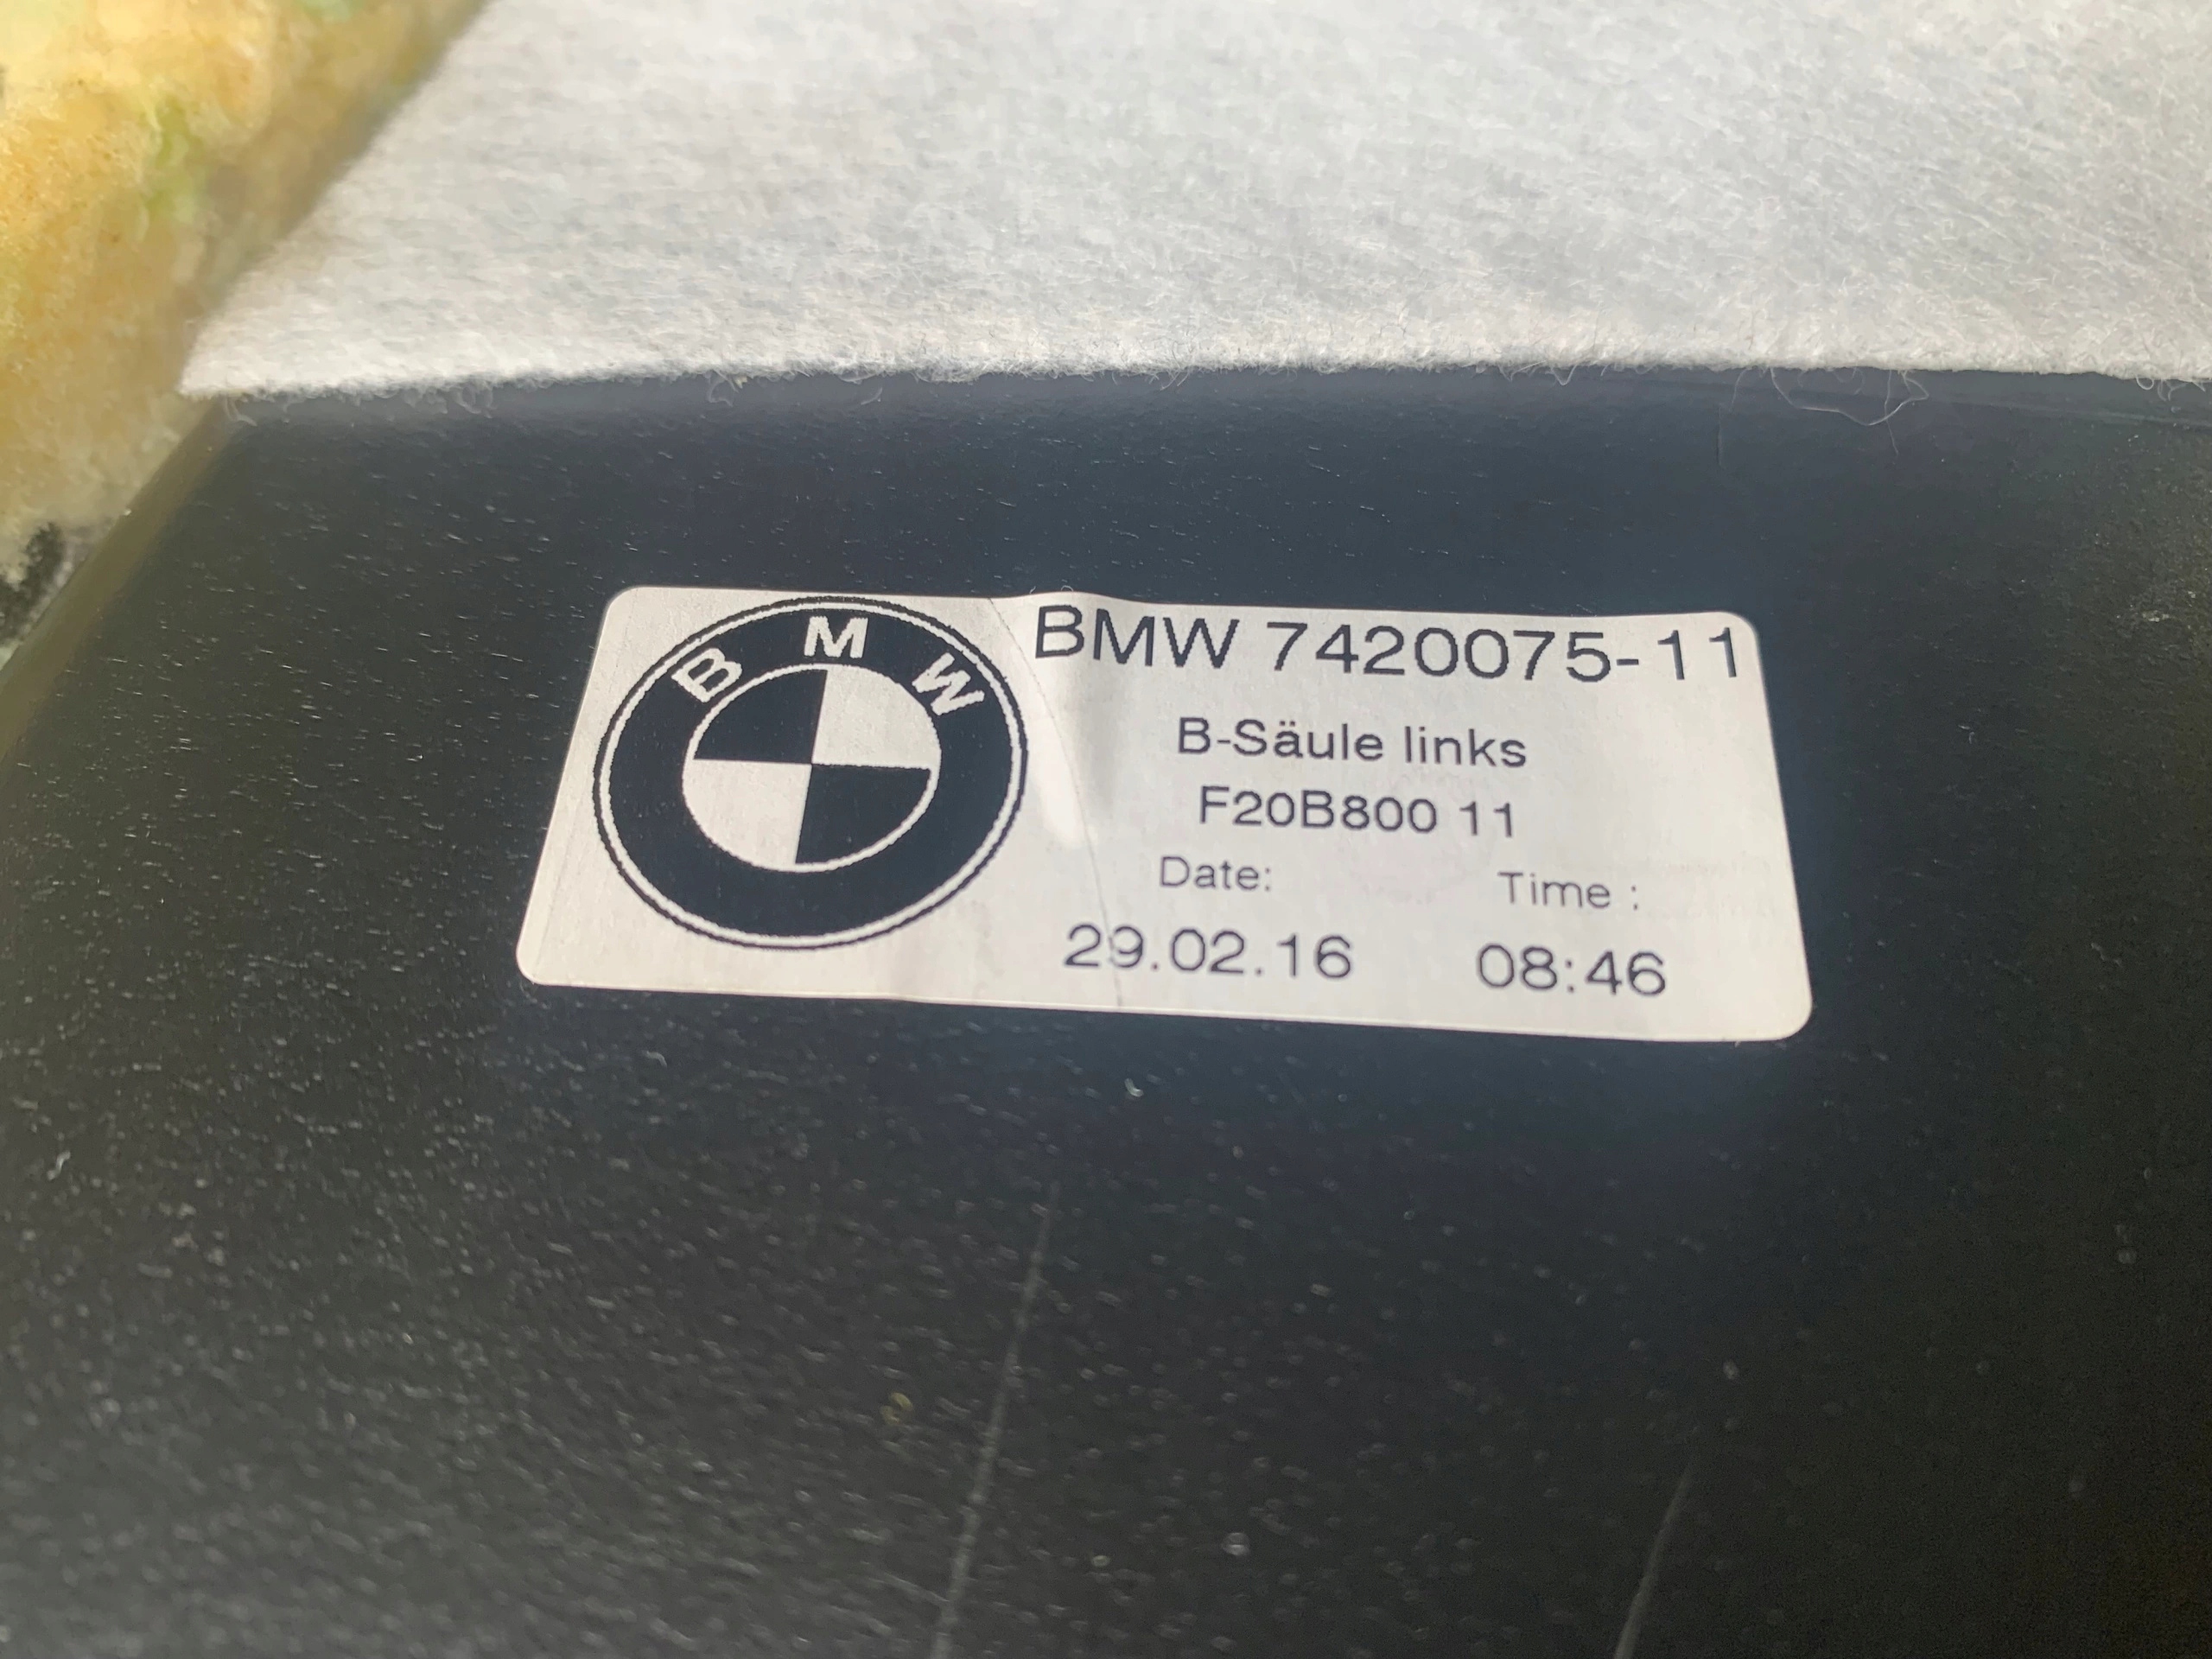 BMW
BMW 7420075-11
B-Säule links
F20B800 11
Date:
Time :
29.02.16
08:46